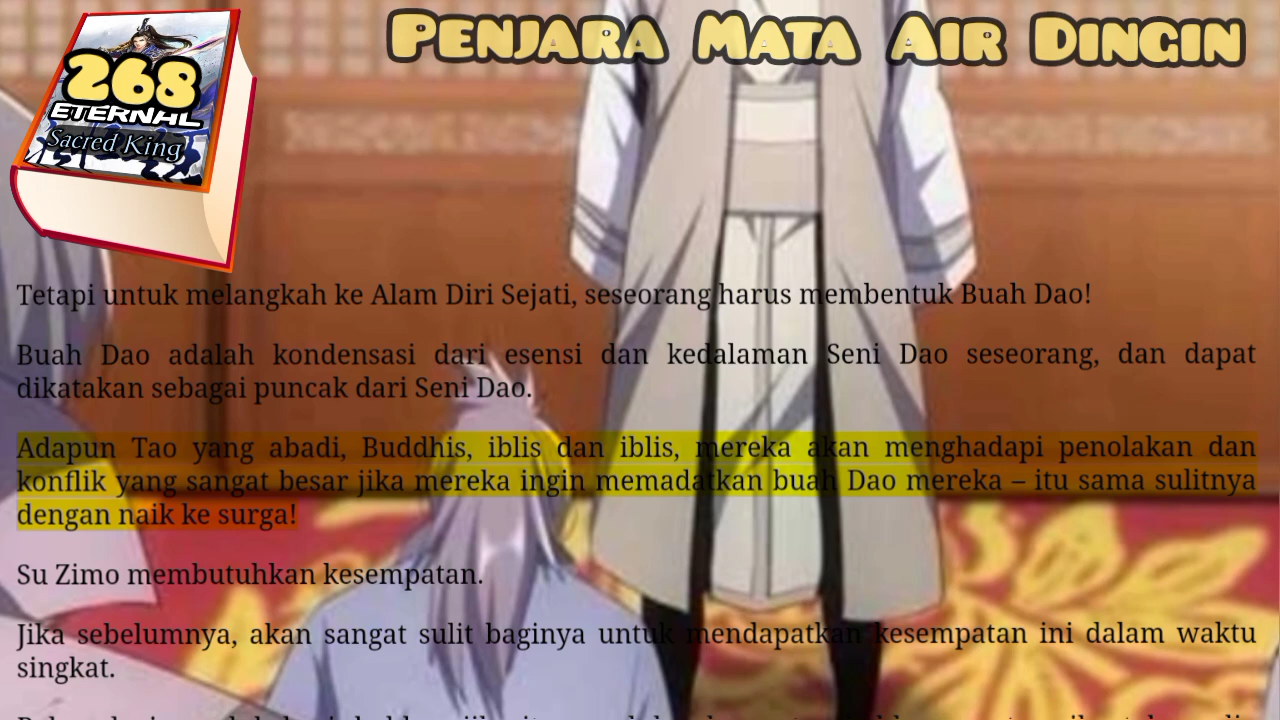 PENJARA MATA AIR DINGIN
268
ETERNAL
Sacred King
Tetapi untuk melangkah ke Alam Diri Sejati, seseorang harus membentuk Buah Dao!
Buah Dao adalah kondensasi dari esensi dan kedalaman Seni Dao seseorang, dan dapat
dikatakan sebagai puncak dari Seni Dao.
Adapun Tao yang abadi, Buddhis, iblis dan iblis, mereka akan menghadapi penolakan dan
konflik yang sangat besar jika mereka ingin memadatkan buah Dao mereka – itu sama sulitnya
dengan naik ke surga!
Su Zimo membutuhkan kesempatan.
Jika sebelumnya, akan sangat sulit baginya untuk mendapatkan kesempatan ini dalam waktu
singkat.